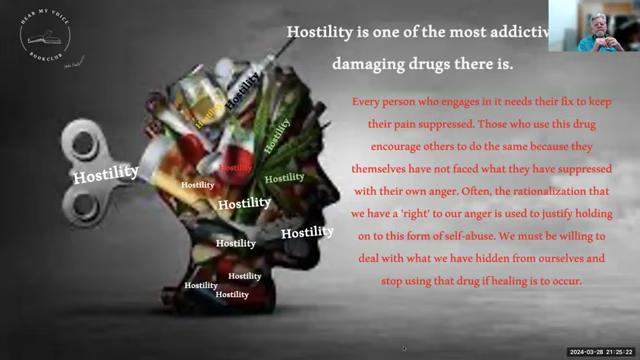 HEAR MY VOICE
BOOKCLUB
Hostility is one of the most addictiv
damaging drugs there is.
Every person who engages in it needs their fix to keep
their pain suppressed. Those who use this drug
encourage others to do the same because they
themselves have not faced what they have suppressed
with their own anger. Often, the rationalization that
we have a 'right' to our anger is used to justify holding
on to this form of self-abuse. We must be willing to
deal with what we have hidden from ourselves and
stop using that drug if healing is to occur.
Hostility
Hostility
Hostility
Hostility
Hostility
Hostility
Hostility
Hostility
Hostility
Hostility
Hostility
Hostility
Hostility
2024-03-28 21:25:22